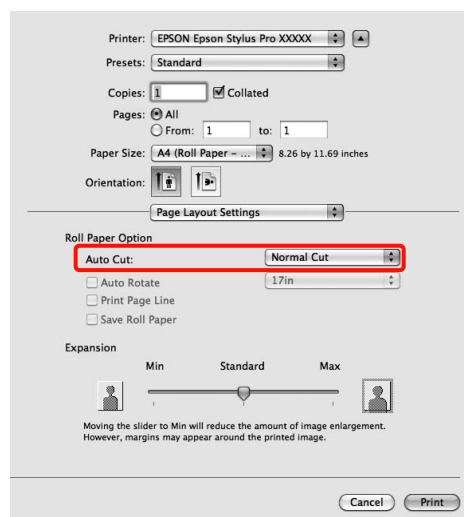 Printer: EPSON Epson Stylus Pro XXXXX
Presets: Standard
Copies: 1 Collated
Pages: All
From: 1 to: 1
Paper Size: A4 (Roll Paper – ... 8.26 by 11.69 inches
Orientation:
Page Layout Settings
Roll Paper Option
Auto Cut: Normal Cut
Auto Rotate 17in
Print Page Line
Save Roll Paper
Expansion
Min Standard Max
Moving the slider to Min will reduce the amount of image enlargement.
However, margins may appear around the printed image.
Cancel Print